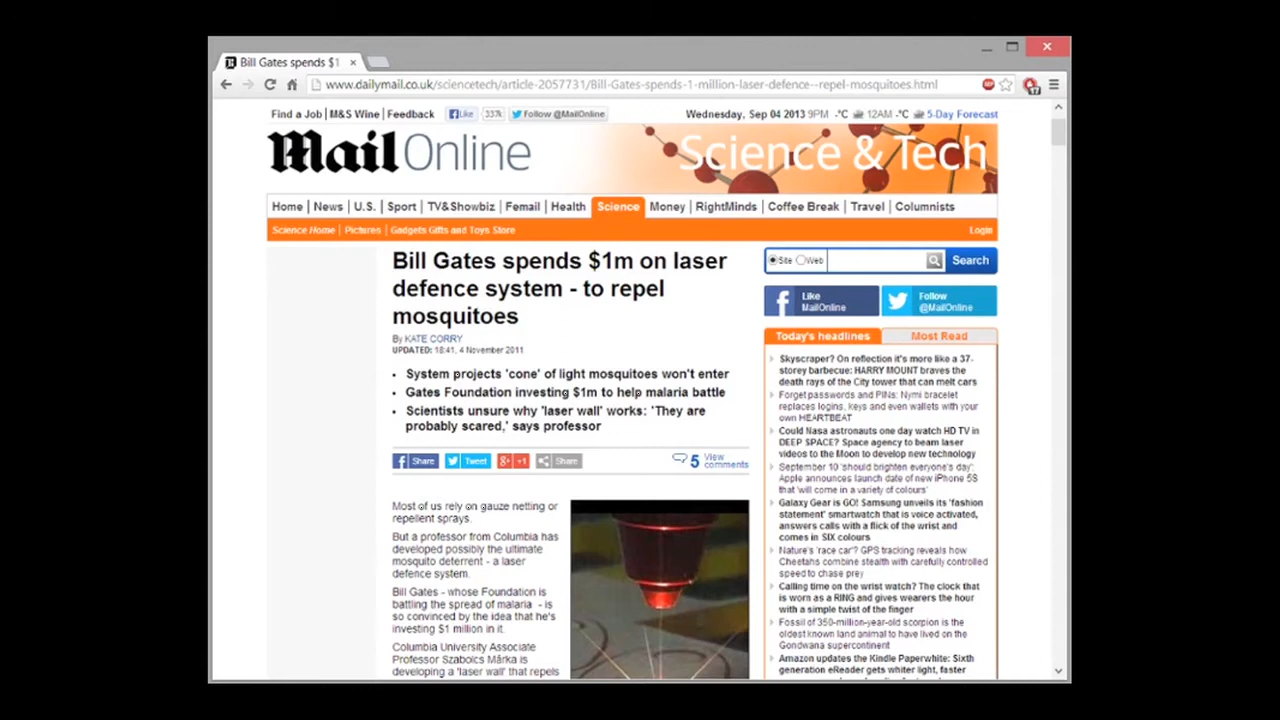 Bill Gates spends $1
www.dailymail.co.uk/sciencetech/article-2057731/Bill-Gates-spends-1-million-laser-defence--repel-mosquitoes.html
Find a Job | M&S Wine | Feedback Like 337k Follow @MailOnline Wednesday, Sep 04 2013 9PM -°C 12AM -°C 5-Day Forecast
Mail Online Science & Tech
Home News U.S. Sport TV&Showbiz Femail Health Science Money RightMinds Coffee Break Travel Columnists
Science Home Pictures Gadgets Gifts and Toys Store Login
Bill Gates spends $1m on laser
defence system - to repel
mosquitoes
By KATE CORRY
UPDATED: 18:41, 4 November 2011
• System projects 'cone' of light mosquitoes won't enter
• Gates Foundation investing $1m to help malaria battle
• Scientists unsure why 'laser wall' works: 'They are
probably scared,' says professor
Share Tweet +1 Share 5 View
comments
Most of us rely on gauze netting or
repellent sprays.
But a professor from Columbia has
developed possibly the ultimate
mosquito deterrent - a laser
defence system.
Bill Gates - whose Foundation is
battling the spread of malaria - is
so convinced by the idea that he's
investing $1 million in it.
Columbia University Associate
Professor Szabolcs Márka is
developing a 'laser wall' that repels
Site Web Search
Like
MailOnline
Follow
@MailOnline
Today's headlines Most Read
Skyscraper? On reflection it's more like a 37-
storey barbecue: HARRY MOUNT braves the
death rays of the City tower that can melt cars
Forget passwords and PINs: Nymi bracelet
replaces logins, keys and even wallets with your
own HEARTBEAT
Could Nasa astronauts one day watch HD TV in
DEEP SPACE? Space agency to beam laser
videos to the Moon to develop new technology
September 10 'should brighten everyone's day':
Apple announces launch date of new iPhone 5S
that 'will come in a variety of colours'
Galaxy Gear is GO! Samsung unveils its 'fashion
statement' smartwatch that is voice activated,
answers calls with a flick of the wrist and
comes in SIX colours
Nature's 'race car'? GPS tracking reveals how
Cheetahs combine stealth with carefully controlled
speed to chase prey
Calling time on the wrist watch? The clock that
is worn as a RING and gives wearers the hour
with a simple twist of the finger
Fossil of 350-million-year-old scorpion is the
oldest known land animal to have lived on the
Gondwana supercontinent
Amazon updates the Kindle Paperwhite: Sixth
generation eReader gets whiter light, faster